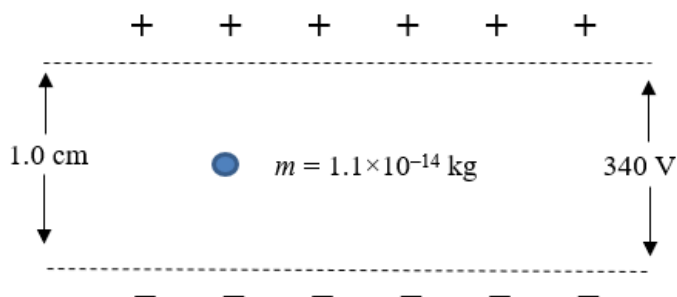 + + + + + +
1.0 cm
m = 1.1×10⁻¹⁴ kg
340 V
− − − − − −